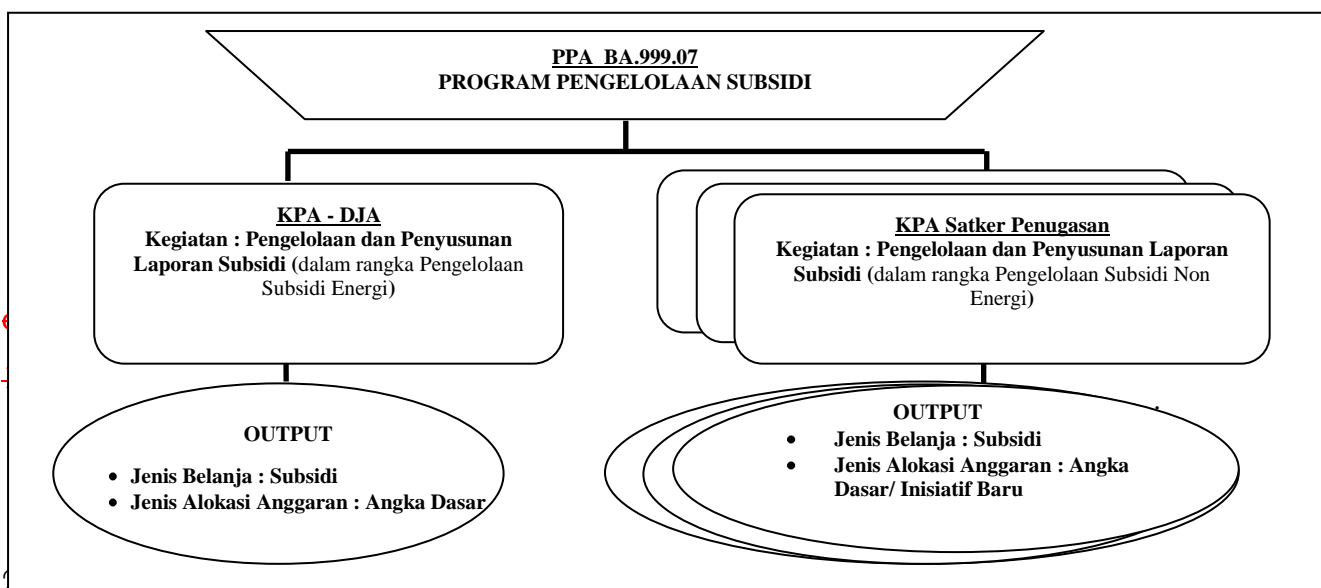 PPA BA.999.07
PROGRAM PENGELOLAAN SUBSIDI
KPA - DJA
Kegiatan : Pengelolaan dan Penyusunan
Laporan Subsidi (dalam rangka Pengelolaan
Subsidi Energi)
KPA Satker Penugasan
Kegiatan : Pengelolaan dan Penyusunan Laporan
Subsidi (dalam rangka Pengelolaan Subsidi Non
Energi)
OUTPUT
• Jenis Belanja : Subsidi
• Jenis Alokasi Anggaran : Angka Dasar
OUTPUT
• Jenis Belanja : Subsidi
• Jenis Alokasi Anggaran : Angka
Dasar/ Inisiatif Baru